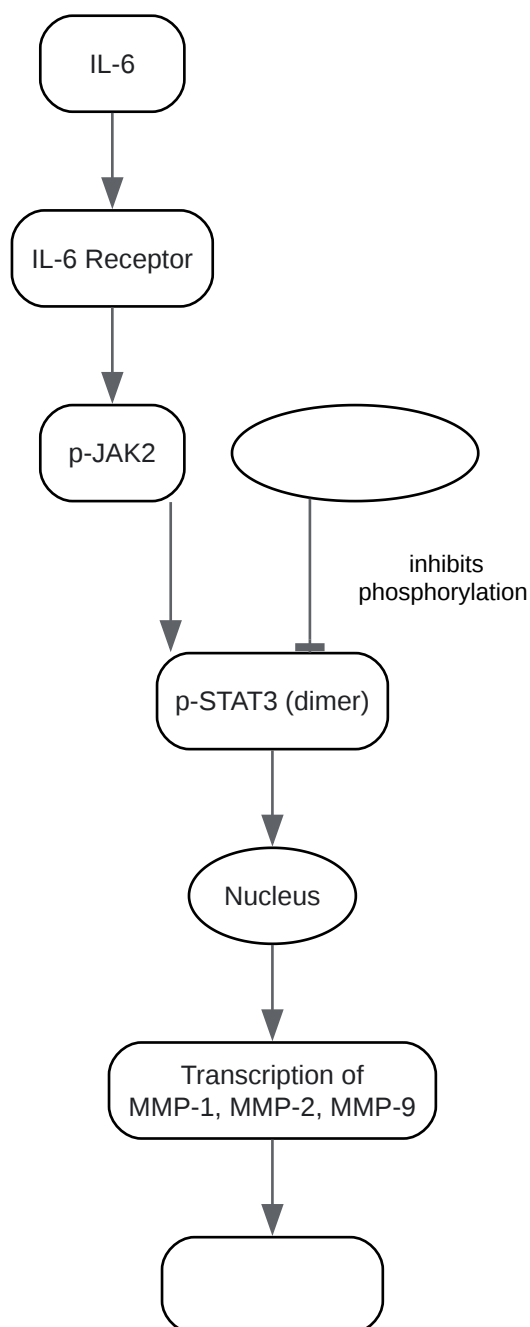 IL-6
IL-6 Receptor
p-JAK2
inhibits
phosphorylation
p-STAT3 (dimer)
Nucleus
Transcription of
MMP-1, MMP-2, MMP-9